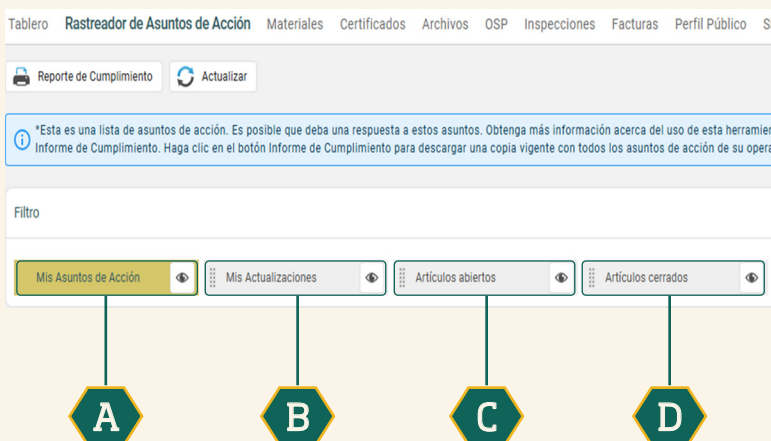 Tablero Rastreador de Asuntos de Acción Materiales Certificados Archivos OSP Inspecciones Facturas Perfil Público S
Reporte de Cumplimiento Actualizar
*Esta es una lista de asuntos de acción. Es posible que deba una respuesta a estos asuntos. Obtenga más información acerca del uso de esta herramien
Informe de Cumplimiento. Haga clic en el botón Informe de Cumplimiento para descargar una copia vigente con todos los asuntos de acción de su opera
Filtro
Mis Asuntos de Acción Mis Actualizaciones Artículos abiertos Artículos cerrados
A B C D